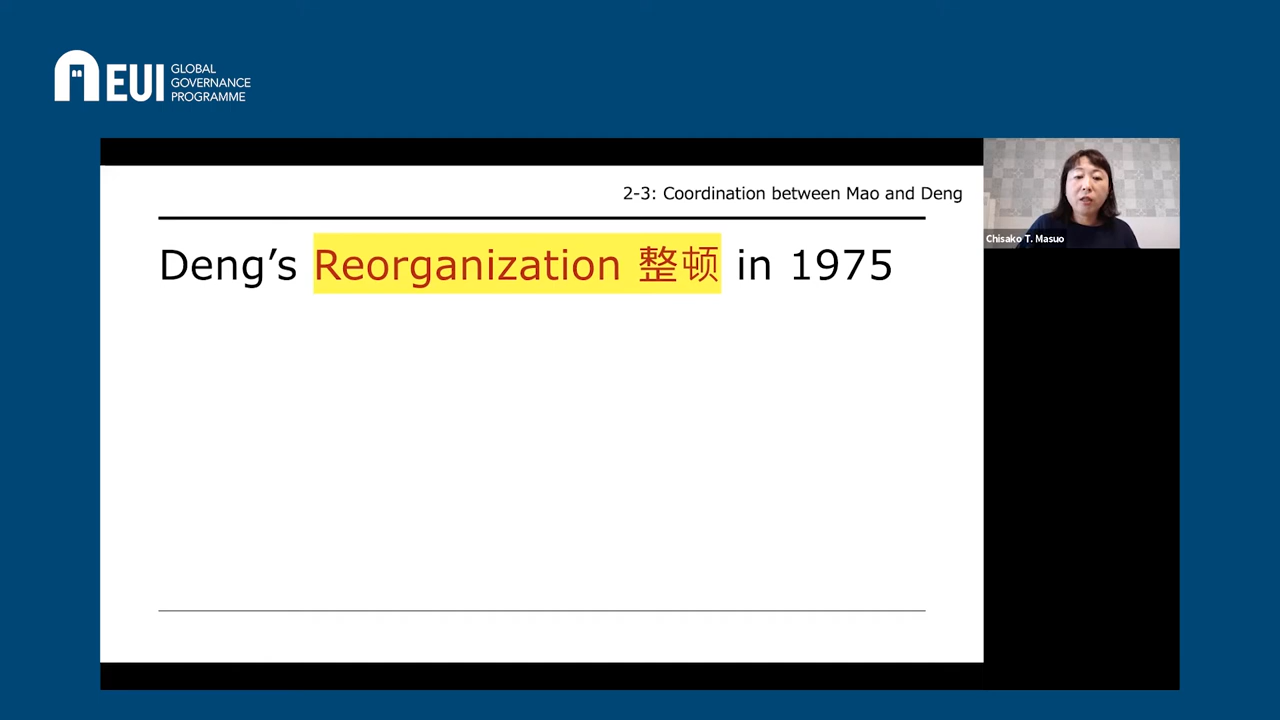 EUI
GLOBAL
GOVERNANCE
PROGRAMME
2-3: Coordination between Mao and Deng
Deng’s Reorganization 整顿 in 1975
Chisako T. Masuo